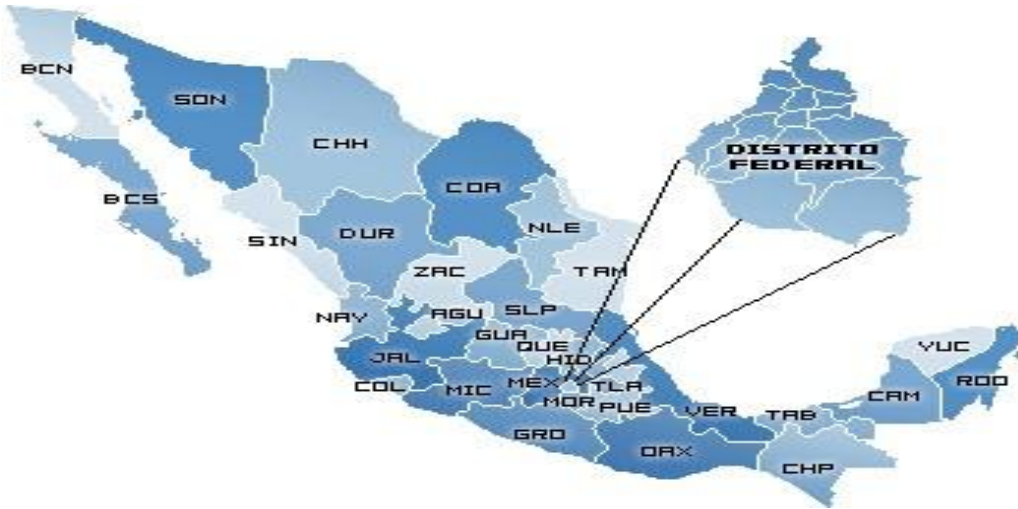 BCN
SON
CHH
COA
DISTRITO
FEDERAL
BCS
SIN
DUR
NLE
ZAC
TAM
NAY
AGU
SLP
GUA
QUE
HID
JAL
COL
MIC
MEX
TLA
MOR
PUE
GRO
VER
TAB
OAX
CHP
YUC
CAM
ROO